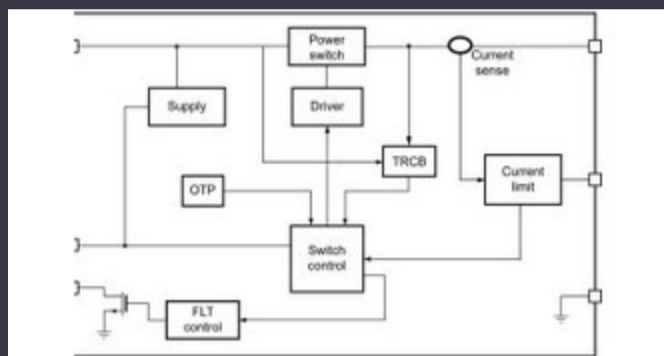 Power
switch
Current
sense
Supply
Driver
TRCB
Current
limit
OTP
Switch
control
FLT
control